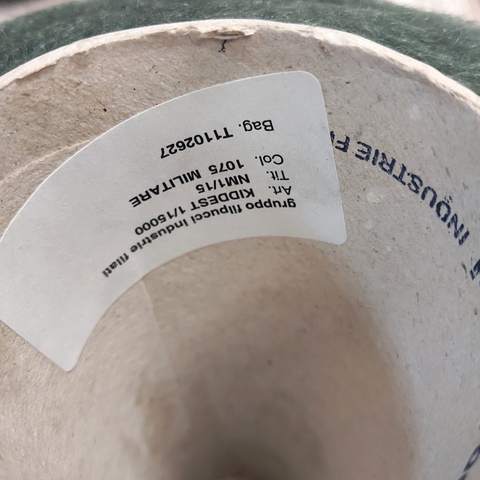 gruppo filpucci industrie filati
Art. KIDDEST 1/15000
Tit. NM1/15
Col. 1075 MILITARE
Bag. T1102627
INDUSTRIE